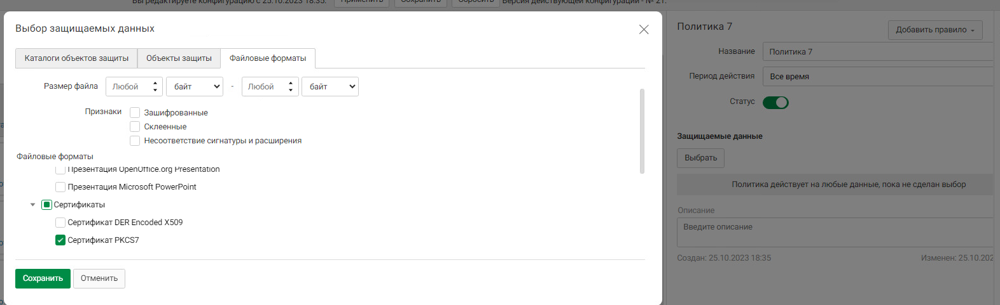 Вы редактируете конфигурацию с 25.10.2023 18:35. Применить Сохранить Сбросить Версия действующей конфигурации - № 21.
Выбор защищаемых данных
Каталоги объектов защиты Объекты защиты Файловые форматы
Размер файла Любой байт - Любой байт
Признаки Зашифрованные
Склеенные
Несоответствие сигнатуры и расширения
Файловые форматы
Презентация OpenOffice.org Presentation
Презентация Microsoft PowerPoint
Сертификаты
Сертификат DER Encoded X509
Сертификат PKCS7
Сохранить Отменить
Политика 7
Добавить правило
Название Политика 7
Период действия Все время
Статус
Защищаемые данные
Выбрать
Политика действует на любые данные, пока не сделан выбор
Описание
Введите описание
Создан: 25.10.2023 18:35 Изменен: 25.10.202